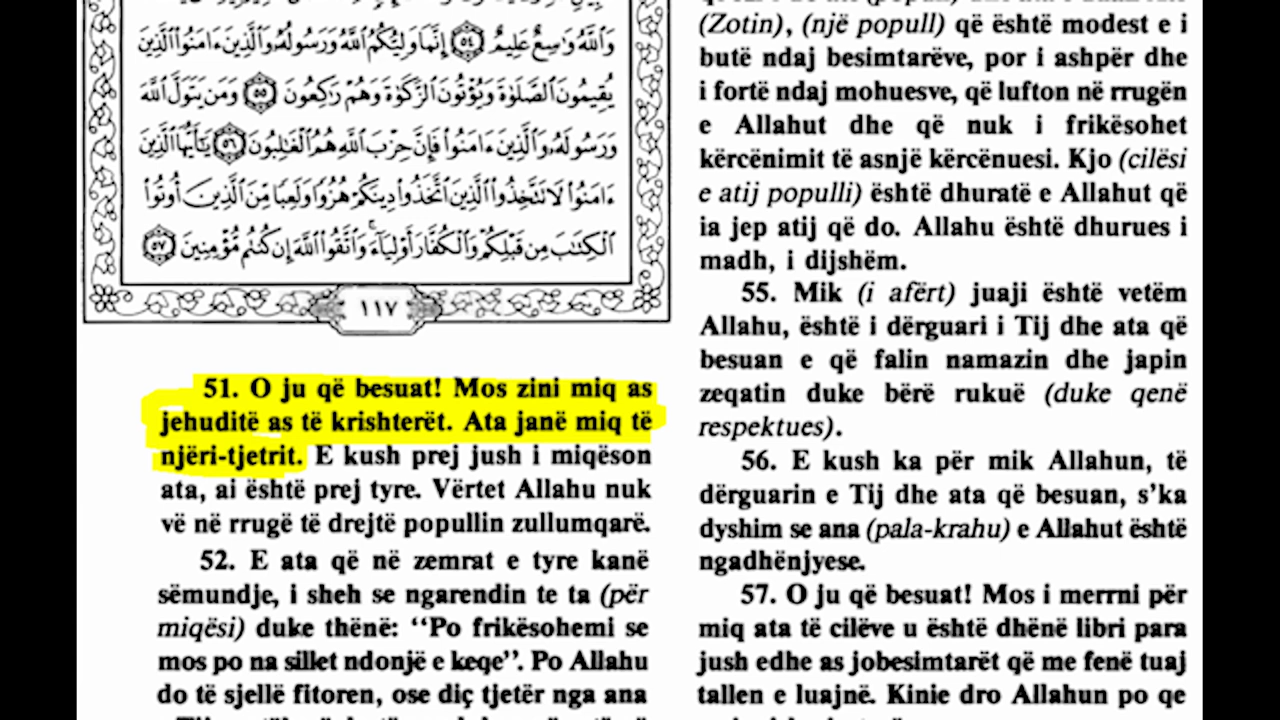 وَٱللَّهُ وَٰسِعٌ عَلِيمٌ ٥٤ إِنَّمَا وَلِيُّكُمُ ٱللَّهُ وَرَسُولُهُۥ وَٱلَّذِينَ ءَامَنُوا۟ ٱلَّذِينَ
يُقِيمُونَ ٱلصَّلَوٰةَ وَيُؤْتُونَ ٱلزَّكَوٰةَ وَهُمْ رَٰكِعُونَ ٥٥ وَمَن يَتَوَلَّ ٱللَّهَ
وَرَسُولَهُۥ وَٱلَّذِينَ ءَامَنُوا۟ فَإِنَّ حِزْبَ ٱللَّهِ هُمُ ٱلْغَٰلِبُونَ ٥٦ يَٰٓأَيُّهَا ٱلَّذِينَ
ءَامَنُوا۟ لَا تَتَّخِذُوا۟ ٱلَّذِينَ ٱتَّخَذُوا۟ دِينَكُمْ هُزُوًا وَلَعِبًا مِّنَ ٱلَّذِينَ أُوتُوا۟
ٱلْكِتَٰبَ مِن قَبْلِكُمْ وَٱلْكُفَّارَ أَوْلِيَآءَ ۚ وَٱتَّقُوا۟ ٱللَّهَ إِن كُنتُم مُّؤْمِنِينَ ٥٧
١١٧
51. O ju që besuat! Mos zini miq as
jehuditë as të krishterët. Ata janë miq të
njëri-tjetrit. E kush prej jush i miqëson
ata, ai është prej tyre. Vërtet Allahu nuk
vë në rrugë të drejtë popullin zullumqarë.
52. E ata që në zemrat e tyre kanë
sëmundje, i sheh se ngarendin te ta (për
miqësi) duke thënë: ‘‘Po frikësohemi se
mos po na sillet ndonjë e keqe’’. Po Allahu
do të sjellë fitoren, ose diç tjetër nga ana
(Zotin), (një popull) që është modest e i
butë ndaj besimtarëve, por i ashpër dhe
i fortë ndaj mohuesve, që lufton në rrugën
e Allahut dhe që nuk i frikësohet
kërcënimit të asnjë kërcënuesi. Kjo (cilësi
e atij populli) është dhuratë e Allahut që
ia jep atij që do. Allahu është dhurues i
madh, i dijshëm.
55. Mik (i afërt) juaji është vetëm
Allahu, është i dërguari i Tij dhe ata që
besuan e që falin namazin dhe japin
zeqatin duke bërë rukuë (duke qenë
respektues).
56. E kush ka për mik Allahun, të
dërguarin e Tij dhe ata që besuan, s’ka
dyshim se ana (pala-krahu) e Allahut është
ngadhënjyese.
57. O ju që besuat! Mos i merrni për
miq ata të cilëve u është dhënë libri para
jush edhe as jobesimtarët që me fenë tuaj
tallen e luajnë. Kinie dro Allahun po qe